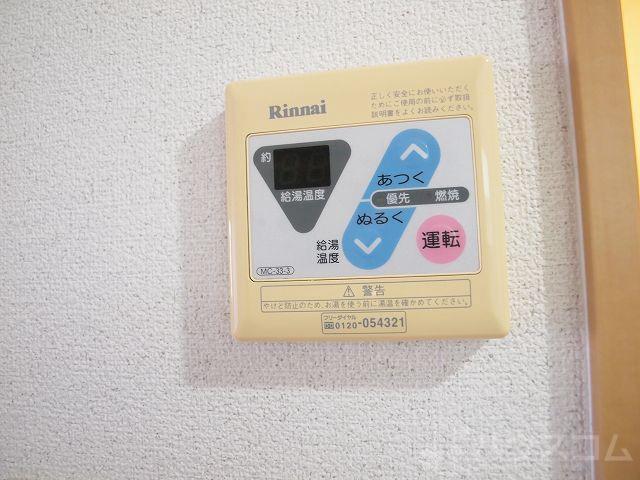 Rinnai
正しく安全にお使いいただく
ためにご使用の前に必ず取扱
説明書をよくお読みください。
約
給湯温度
あつく
優先 燃焼
ぬるく
給湯
温度
運転
MC-33-3
警告
やけど防止のため、お湯を使う前に湯温を確かめてください。
フリーダイヤル
0120-054321